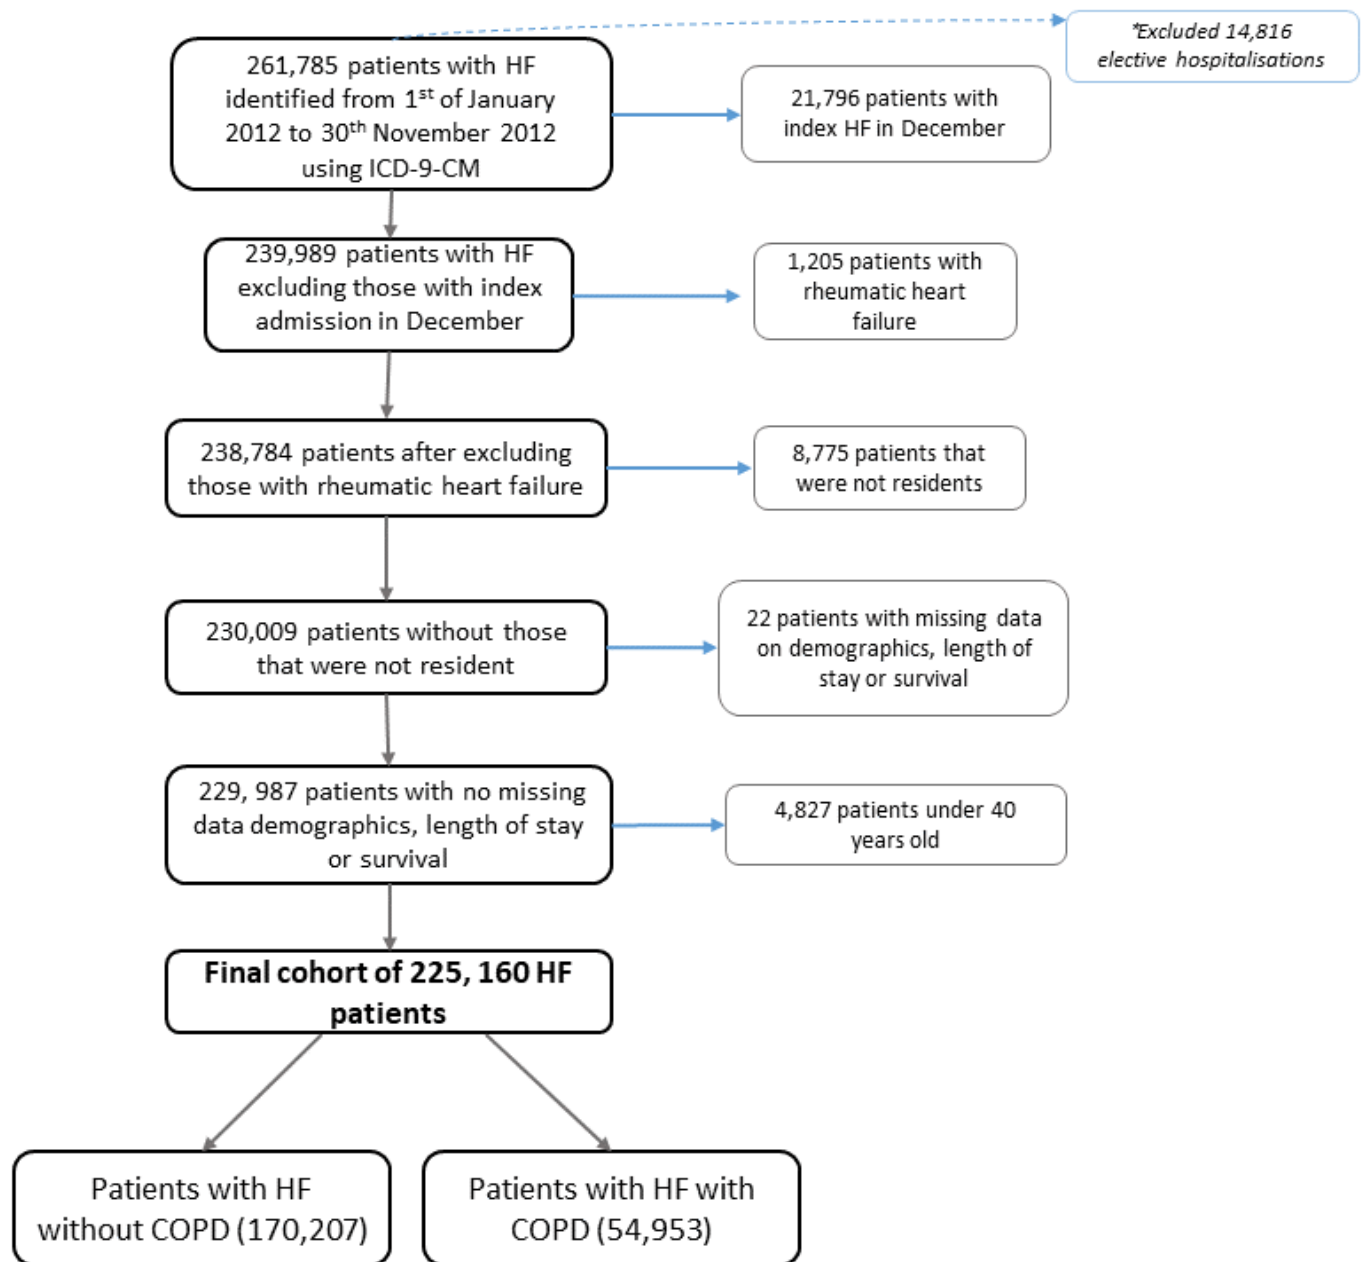 *Excluded 14,816
elective hospitalisations
261,785 patients with HF
identified from 1st of January
2012 to 30th November 2012
using ICD-9-CM
21,796 patients with
index HF in December
239,989 patients with HF
excluding those with index
admission in December
1,205 patients with
rheumatic heart
failure
238,784 patients after excluding
those with rheumatic heart failure
8,775 patients that
were not residents
230,009 patients without those
that were not resident
22 patients with missing data
on demographics, length of
stay or survival
229, 987 patients with no missing
data demographics, length of stay
or survival
4,827 patients under 40
years old
Final cohort of 225, 160 HF
patients
Patients with HF
without COPD (170,207)
Patients with HF with
COPD (54,953)